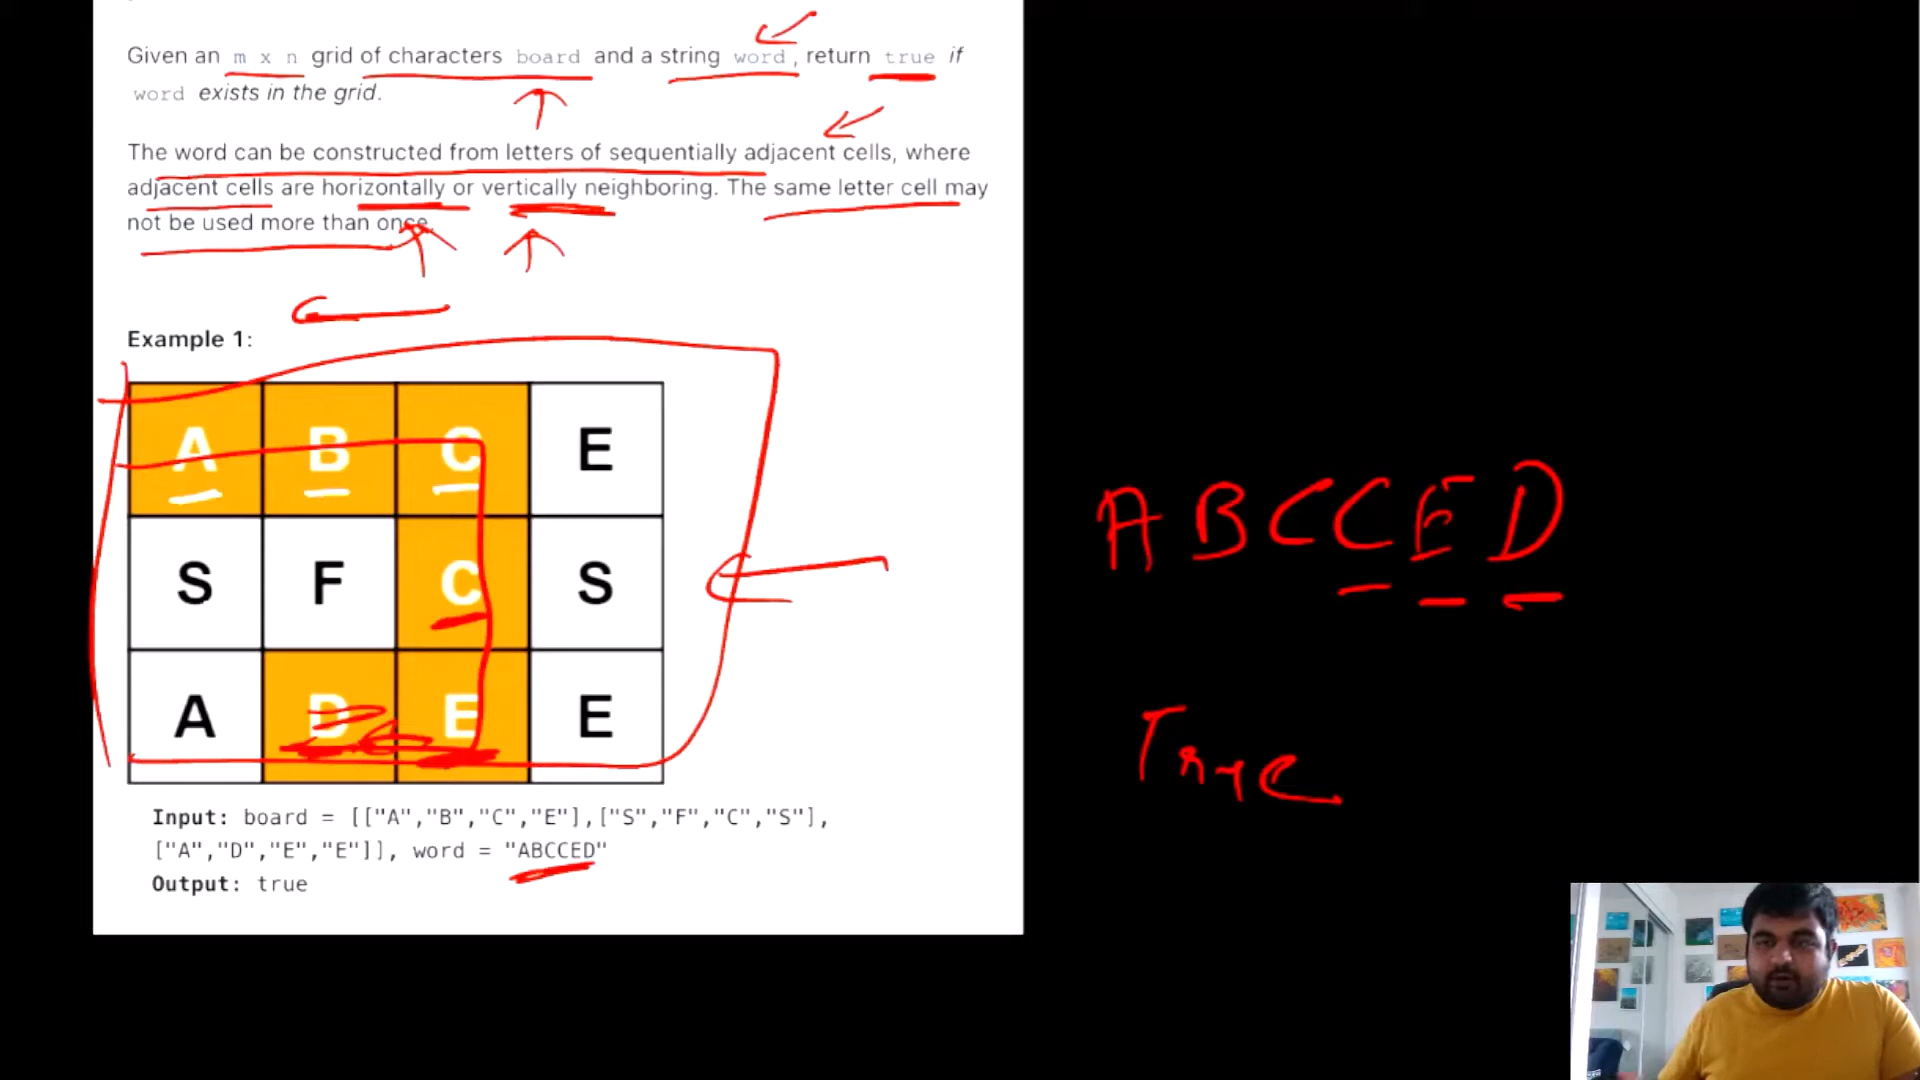 Given an m x n grid of characters board and a string word, return true if
word exists in the grid.
The word can be constructed from letters of sequentially adjacent cells, where
adjacent cells are horizontally or vertically neighboring. The same letter cell may
not be used more than once.
Example 1:
A B C E
S F C S
A D E E
Input: board = [["A","B","C","E"],["S","F","C","S"],
["A","D","E","E"]], word = "ABCCED"
Output: true
ABCCED
True